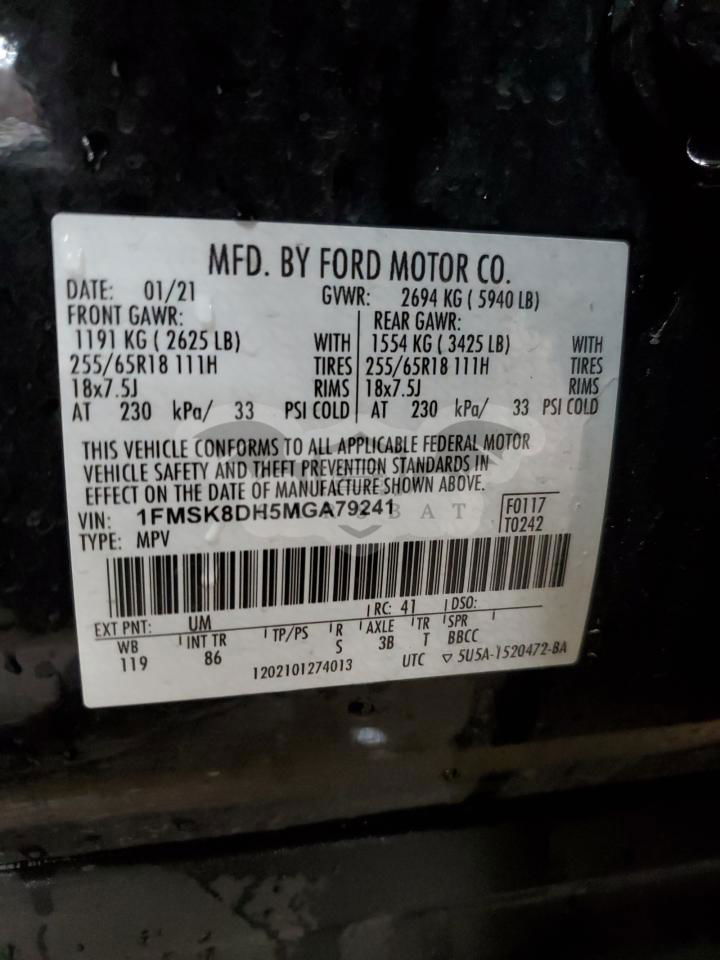 MFD. BY FORD MOTOR CO.
DATE: 01/21 GVWR: 2694 KG ( 5940 LB)
FRONT GAWR: REAR GAWR:
1191 KG ( 2625 LB) WITH 1554 KG ( 3425 LB) WITH
255/65R18 111H TIRES 255/65R18 111H TIRES
18x7.5J RIMS 18x7.5J RIMS
AT 230 kPa/ 33 PSI COLD AT 230 kPa/ 33 PSI COLD
THIS VEHICLE CONFORMS TO ALL APPLICABLE FEDERAL MOTOR
VEHICLE SAFETY AND THEFT PREVENTION STANDARDS IN
EFFECT ON THE DATE OF MANUFACTURE SHOWN ABOVE.
VIN: 1FMSK8DH5MGA79241 F0117
TYPE: MPV T0242
EXT PNT: UM RC: 41 DSO:
WB INT TR TP/PS R AXLE TR SPR
119 86 S 3B T BBCC
1202101274013 UTC ▽ 5U5A-1520472-BA